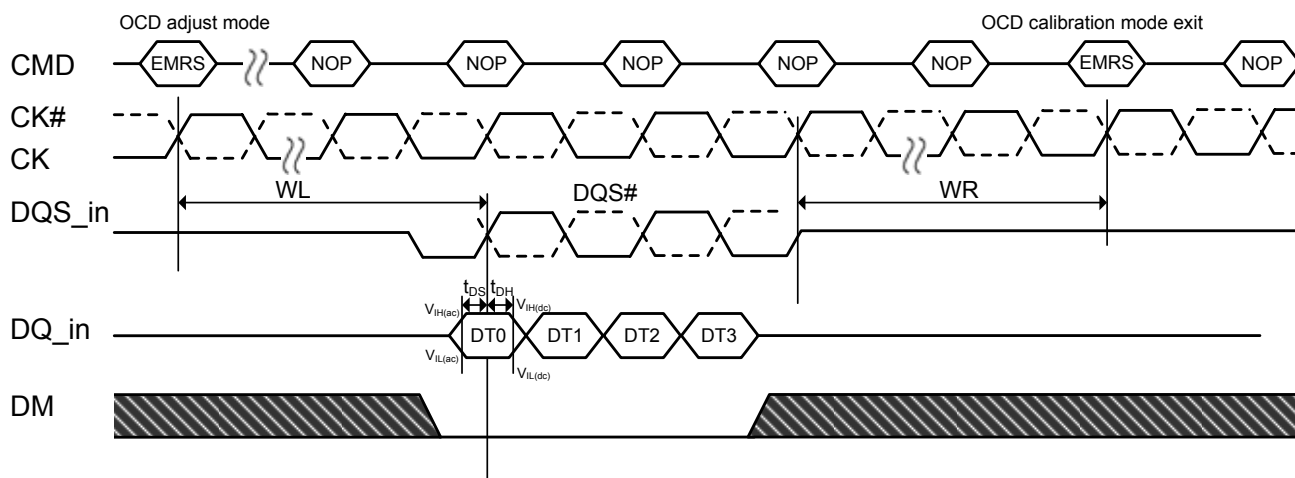 OCD adjust mode
OCD calibration mode exit
CMD
EMRS
NOP
NOP
NOP
NOP
NOP
EMRS
NOP
CK#
CK
WL
DQS#
WR
DQS_in
tDS
tDH
VIH(ac)
VIH(dc)
DQ_in
DT0
DT1
DT2
DT3
VIL(ac)
VIL(dc)
DM